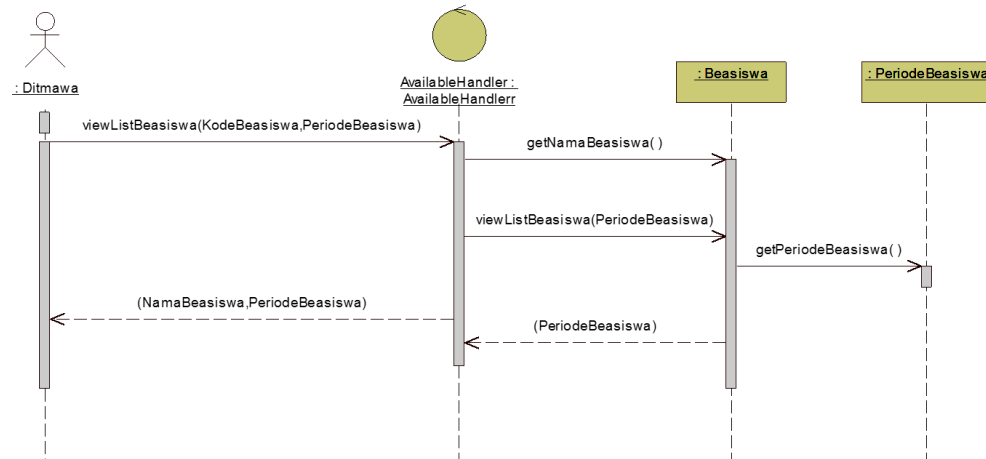 : Ditmawa
AvailableHandler :
AvailableHandlerr
: Beasiswa
: PeriodeBeasiswa
viewListBeasiswa(KodeBeasiswa,PeriodeBeasiswa)
getNamaBeasiswa( )
viewListBeasiswa(PeriodeBeasiswa)
getPeriodeBeasiswa( )
(NamaBeasiswa,PeriodeBeasiswa)
(PeriodeBeasiswa)